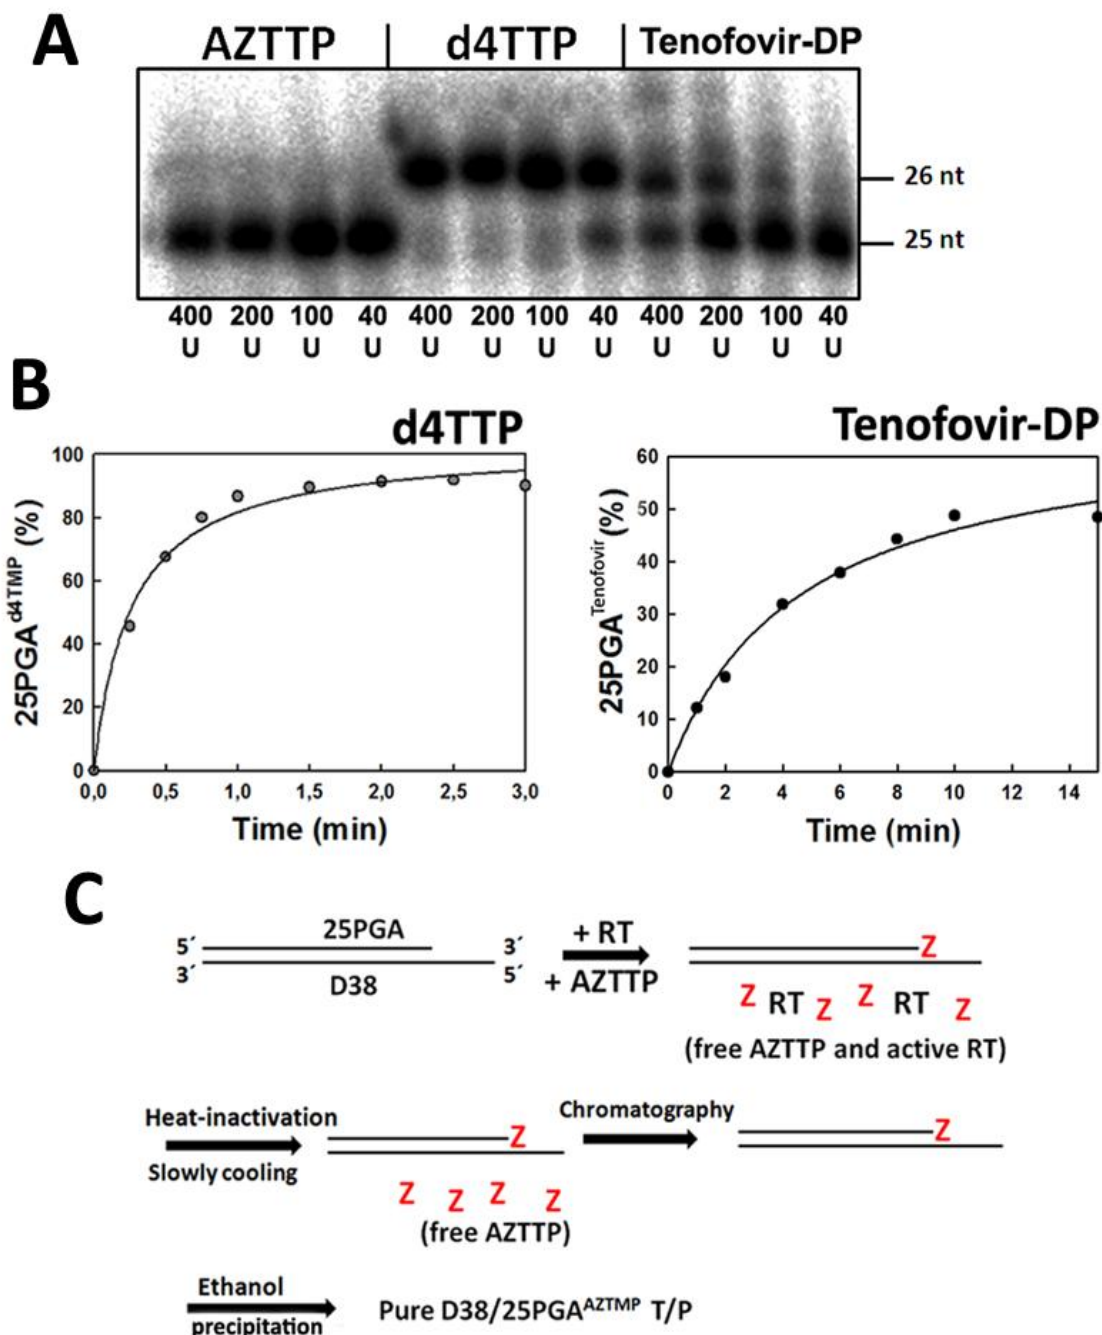 A
AZTTP | d4TTP | Tenofovir-DP
26 nt
25 nt
400 200 100 40 400 200 100 40 400 200 100 40
U U U U U U U U U U U U
B
d4TTP
25PGA^d4TMP (%)
100
80
60
40
20
0
0,0 0,5 1,0 1,5 2,0 2,5 3,0
Time (min)
Tenofovir-DP
25PGA^Tenofovir (%)
60
50
40
30
20
10
0
0 2 4 6 8 10 12 14
Time (min)
C
5´ 25PGA 3´
3´ D38 5´
+ RT
+ AZTTP
Z
Z RT Z Z RT Z
(free AZTTP and active RT)
Heat-inactivation
Slowly cooling
Z
Z Z Z Z
(free AZTTP)
Chromatography
Z
Ethanol
precipitation
Pure D38/25PGA^AZTMP T/P